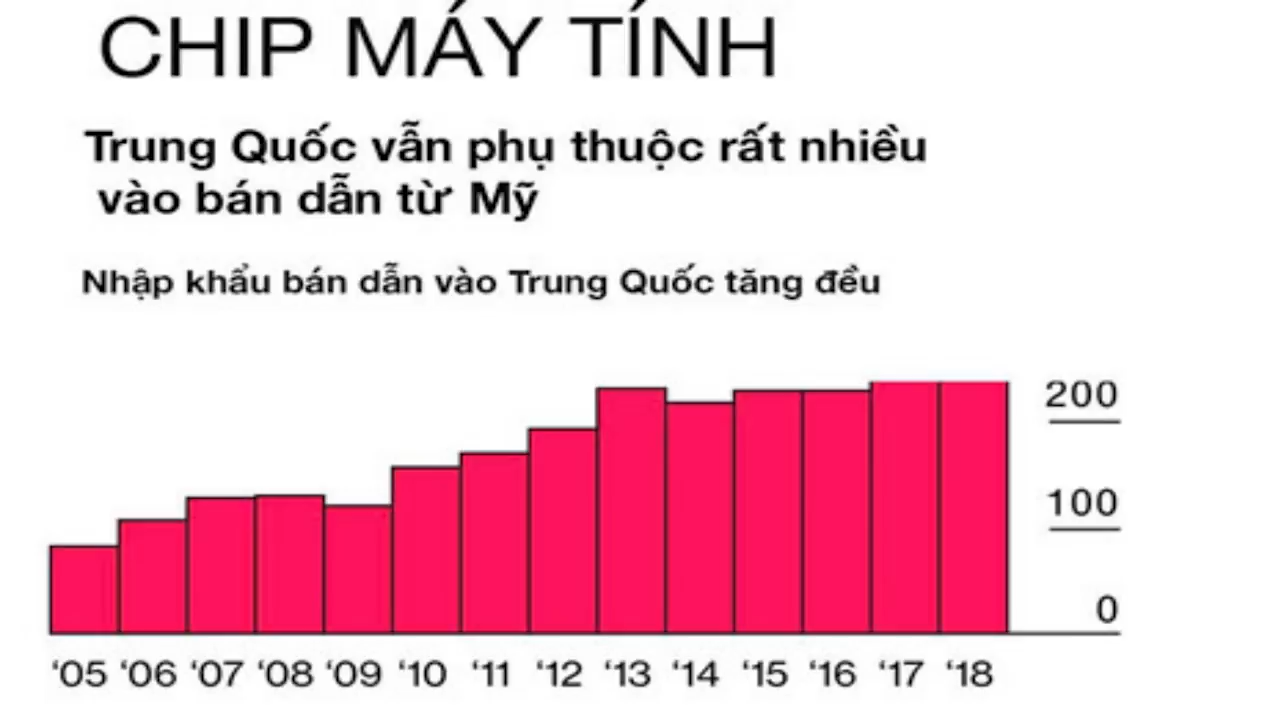 CHIP MÁY TÍNH
Trung Quốc vẫn phụ thuộc rất nhiều
vào bán dẫn từ Mỹ
Nhập khẩu bán dẫn vào Trung Quốc tăng đều
200
100
0
‘05 ‘06 ‘07 ‘08 ‘09 ‘10 ‘11 ‘12 ‘13 ‘14 ‘15 ‘16 ‘17 ‘18